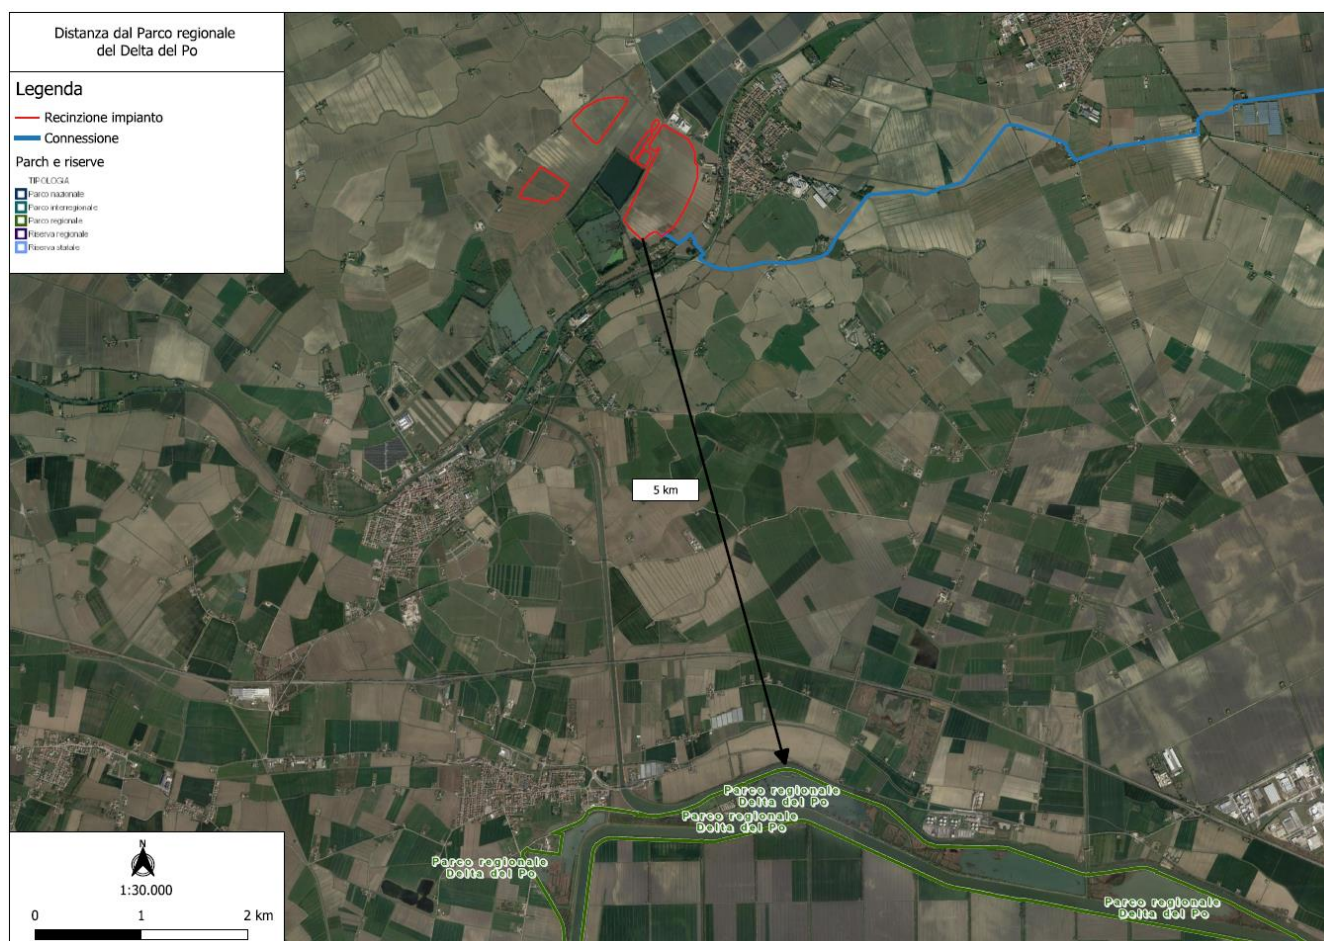 Distanza dal Parco regionale
del Delta del Po
Legenda
Recinzione impianto
Connessione
Parch e riserve
TIPOLOGIA
Parco nazionale
Parco interregionale
Parco regionale
Riserva regionale
Riserva statale
5 km
Parco regionale
Delta del Po
Parco regionale
Delta del Po
Parco regionale
Delta del Po
Parco regionale
Delta del Po
N
1:30.000
0 1 2 km